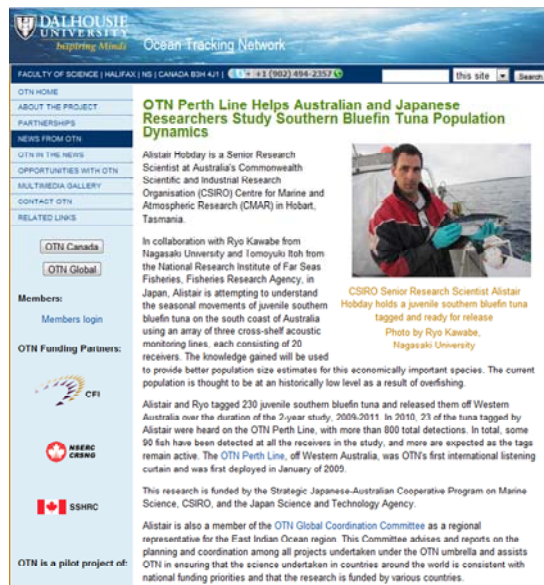 DALHOUSIE
UNIVERSITY
Inspiring Minds
Ocean Tracking Network
FACULTY OF SCIENCE | HALIFAX | NS | CANADA B3H 4J1 | +1 (902) 494-2357
this site
Search
OTN HOME
ABOUT THE PROJECT
PARTNERSHIPS
NEWS FROM OTN
OTN IN THE NEWS
OPPORTUNITIES WITH OTN
MULTIMEDIA GALLERY
CONTACT OTN
RELATED LINKS
OTN Canada
OTN Global
Members:
Members login
OTN Funding Partners:
CFI
NSERC
CRSNG
SSHRC
OTN is a pilot project of:
OTN Perth Line Helps Australian and Japanese
Researchers Study Southern Bluefin Tuna Population
Dynamics
Alistair Hobday is a Senior Research
Scientist at Australia's Commonwealth
Scientific and Industrial Research
Organisation (CSIRO) Centre for Marine and
Atmospheric Research (CMAR) in Hobart,
Tasmania.
In collaboration with Ryo Kawabe from
Nagasaki University and Tomoyuki Itoh from
the National Research Institute of Far Seas
Fisheries, Fisheries Research Agency, in
Japan, Alistair is attempting to understand
the seasonal movements of juvenile southern
bluefin tuna on the south coast of Australia
using an array of three cross-shelf acoustic
monitoring lines, each consisting of 20
receivers. The knowledge gained will be used
to provide better population size estimates for this economically important species. The current
population is thought to be at an historically low level as a result of overfishing.
CSIRO Senior Research Scientist Alistair
Hobday holds a juvenile southern bluefin tuna
tagged and ready for release
Photo by Ryo Kawabe,
Nagasaki University
Alistair and Ryo tagged 230 juvenile southern bluefin tuna and released them off Western
Australia over the duration of the 2-year study, 2009-2011. In 2010, 23 of the tuna tagged by
Alistair were heard on the OTN Perth Line, with more than 800 total detections. In total, some
90 fish have been detected at all the receivers in the study, and more are expected as the tags
remain active. The OTN Perth Line, off Western Australia, was OTN's first international listening
curtain and was first deployed in January of 2009.
This research is funded by the Strategic Japanese-Australian Cooperative Program on Marine
Science, CSIRO, and the Japan Science and Technology Agency.
Alistair is also a member of the OTN Global Coordination Committee as a regional
representative for the East Indian Ocean region. This Committee advises and reports on the
planning and coordination among all projects undertaken under the OTN umbrella and assists
OTN in ensuring that the science undertaken in countries around the world is consistent with
national funding priorities and that the research is funded by various countries.